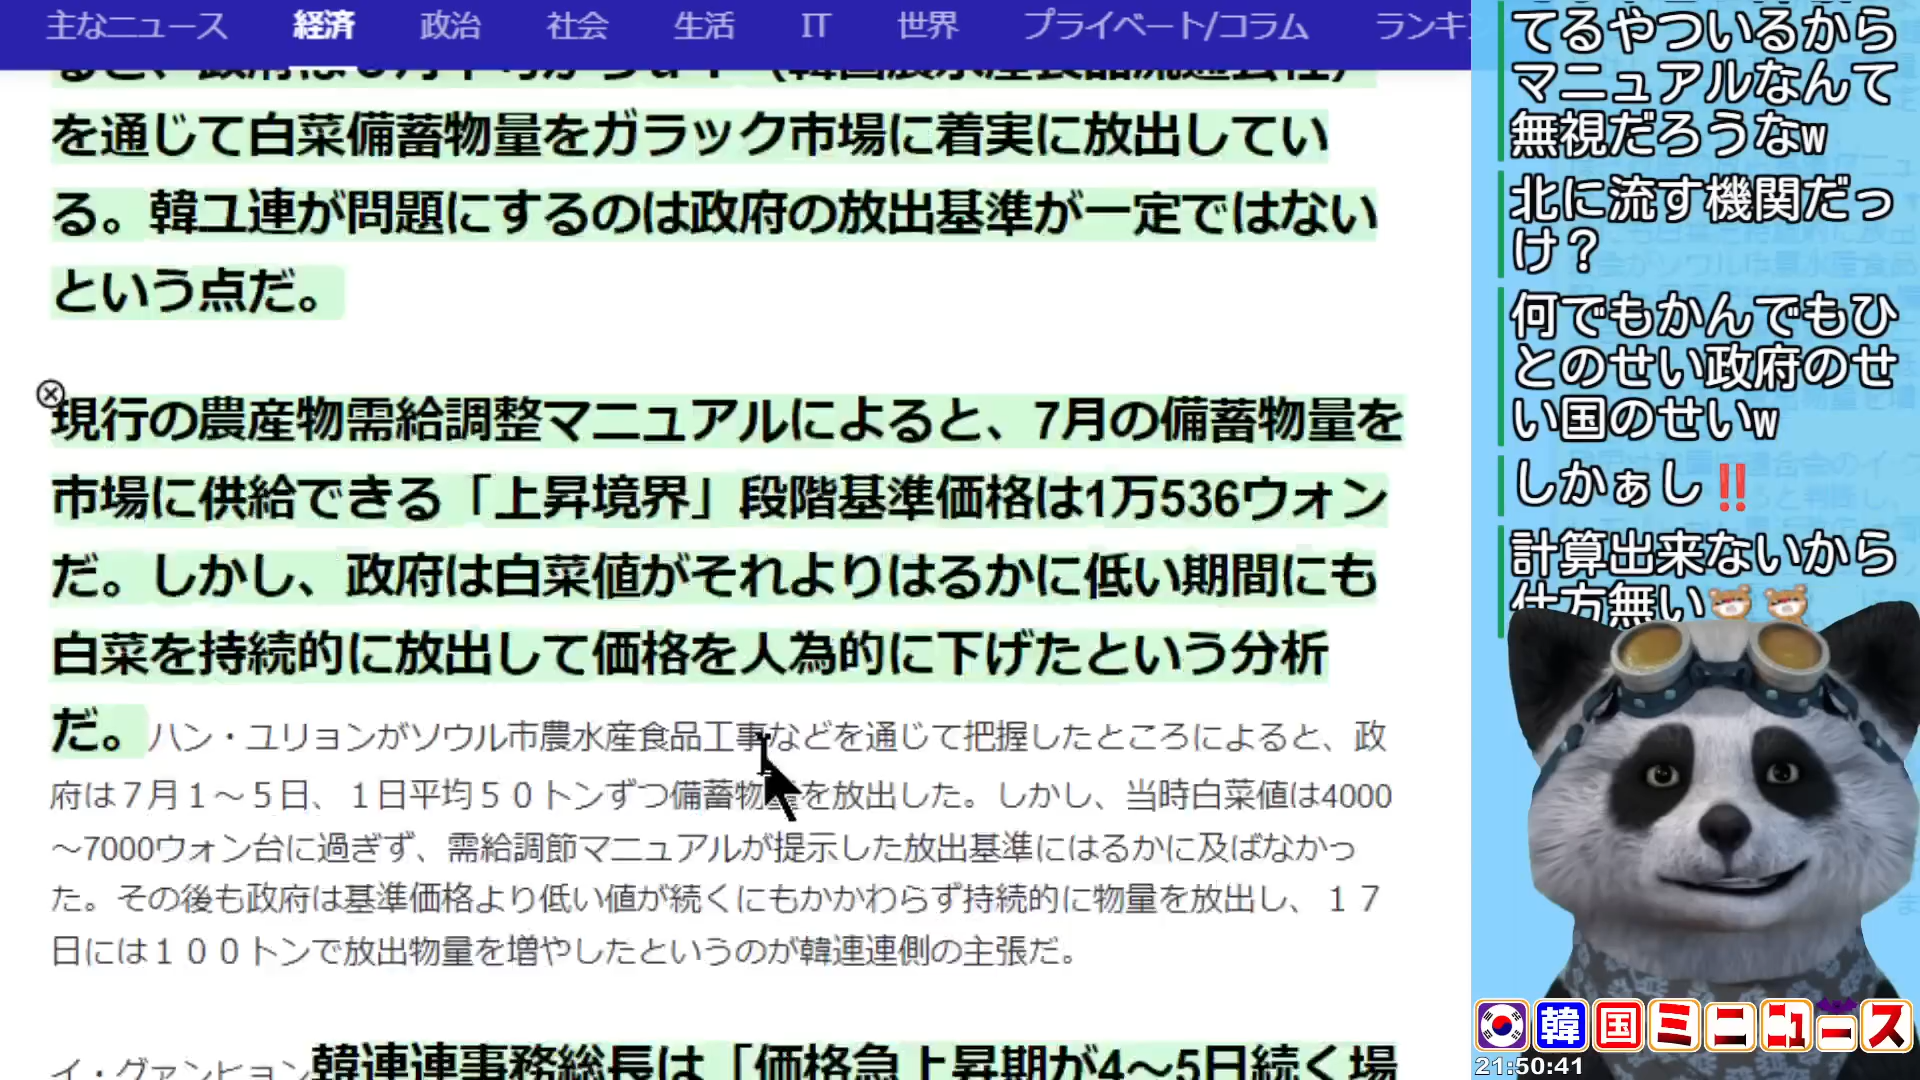 主なニュース 経済 政治 社会 生活 IT 世界 プライベート/コラム ランキ
を通じて白菜備蓄物量をガラック市場に着実に放出してい
る。韓ユ連が問題にするのは政府の放出基準が一定ではない
という点だ。
現行の農産物需給調整マニュアルによると、7月の備蓄物量を
市場に供給できる「上昇境界」段階基準価格は1万536ウォン
だ。しかし、政府は白菜値がそれよりはるかに低い期間にも
白菜を持続的に放出して価格を人為的に下げたという分析
だ。ハン・ユリョンがソウル市農水産食品工事などを通じて把握したところによると、政
府は７月１～５日、１日平均５０トンずつ備蓄物量を放出した。しかし、当時白菜値は4000
～7000ウォン台に過ぎず、需給調節マニュアルが提示した放出基準にはるかに及ばなかっ
た。その後も政府は基準価格より低い値が続くにもかかわらず持続的に物量を放出し、１７
日には１００トンで放出物量を増やしたというのが韓連連側の主張だ。
イ・グァンヒョン韓連連事務総長は「価格急上昇期が4～5日続く場
てるやついるから
マニュアルなんて
無視だろうなw
北に流す機関だっ
け？
何でもかんでもひ
とのせい政府のせ
い国のせいw
しかぁし‼️
計算出来ないから
仕方無い🐻🐻
韓国ミニニュース
21:50:41